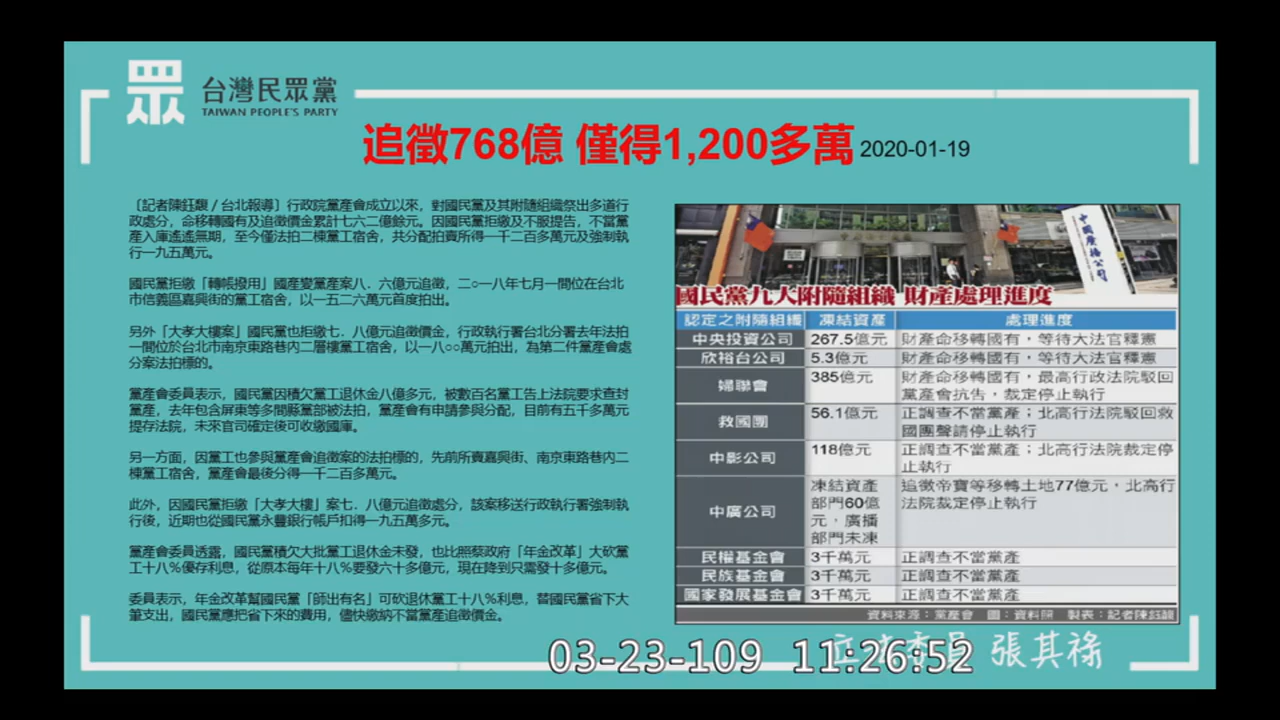 眾 台灣民眾黨
TAIWAN PEOPLE'S PARTY
追徵768億 僅得1,200多萬 2020-01-19
〔記者陳鈺馥/台北報導〕行政院黨產會成立以來,對國民黨及其附隨組織祭出多道行
政處分,命移轉國有及追徵價金累計七六二億餘元。因國民黨拒繳及不服提告,不當黨
產入庫遙遙無期,至今僅法拍二棟黨工宿舍,共分配拍賣所得一千二百多萬元及強制執
行一九五萬元。
國民黨拒繳「轉帳撥用」國產變黨產案八.六億元追徵,二○一八年七月一間位在台北
市信義區嘉興街的黨工宿舍,以一五二六萬元首度拍出。
另外「大孝大樓案」國民黨也拒繳七.八億元追徵價金,行政執行署台北分署去年法拍
一間位於台北市南京東路巷內二層樓黨工宿舍,以一八○○萬元拍出,為第二件黨產會處
分案法拍標的。
黨產會委員表示,國民黨因積欠黨工退休金八億多元,被數百名黨工告上法院要求查封
黨產,去年包含屏東等多間縣黨部被法拍,黨產會有申請參與分配,目前有五千多萬元
提存法院,未來官司確定後可收繳國庫。
另一方面,因黨工也參與黨產會追徵案的法拍標的,先前所賣嘉興街、南京東路巷內二
棟黨工宿舍,黨產會最後分得一千二百多萬元。
此外,因國民黨拒繳「大孝大樓」案七.八億元追徵處分,該案移送行政執行署強制執
行後,近期也從國民黨永豐銀行帳戶扣得一九五萬多元。
黨產會委員透露,國民黨積欠大批黨工退休金未發,也比照蔡政府「年金改革」大砍黨
工十八%優存利息,從原本每年十八%要發六十多億元,現在降到只需發十多億元。
委員表示,年金改革幫國民黨「師出有名」可砍退休黨工十八%利息,替國民黨省下大
筆支出,國民黨應把省下來的費用,儘快繳納不當黨產追徵價金。
中國廣播公司
國民黨九大附隨組織 財產處理進度
認定之附隨組織 凍結資產 處理進度
中央投資公司 267.5億元 財產命移轉國有,等待大法官釋憲
欣裕台公司 5.3億元 財產命移轉國有,等待大法官釋憲
婦聯會 385億元 財產命移轉國有,最高行政法院駁回
黨產會抗告,裁定停止執行
救國團 56.1億元 正調查不當黨產;北高行法院駁回救
國團聲請停止執行
中影公司 118億元 正調查不當黨產;北高行法院裁定停
止執行
中廣公司 凍結資產 追徵帝寶等移轉土地77億元,北高行
部門60億 法院裁定停止執行
元,廣播
部門未凍
民權基金會 3千萬元 正調查不當黨產
民族基金會 3千萬元 正調查不當黨產
國家發展基金會 3千萬元 正調查不當黨產
資料來源:黨產會 圖:資料照 製表:記者陳鈺馥
立法委員 張其祿
03-23-109 11:26:52